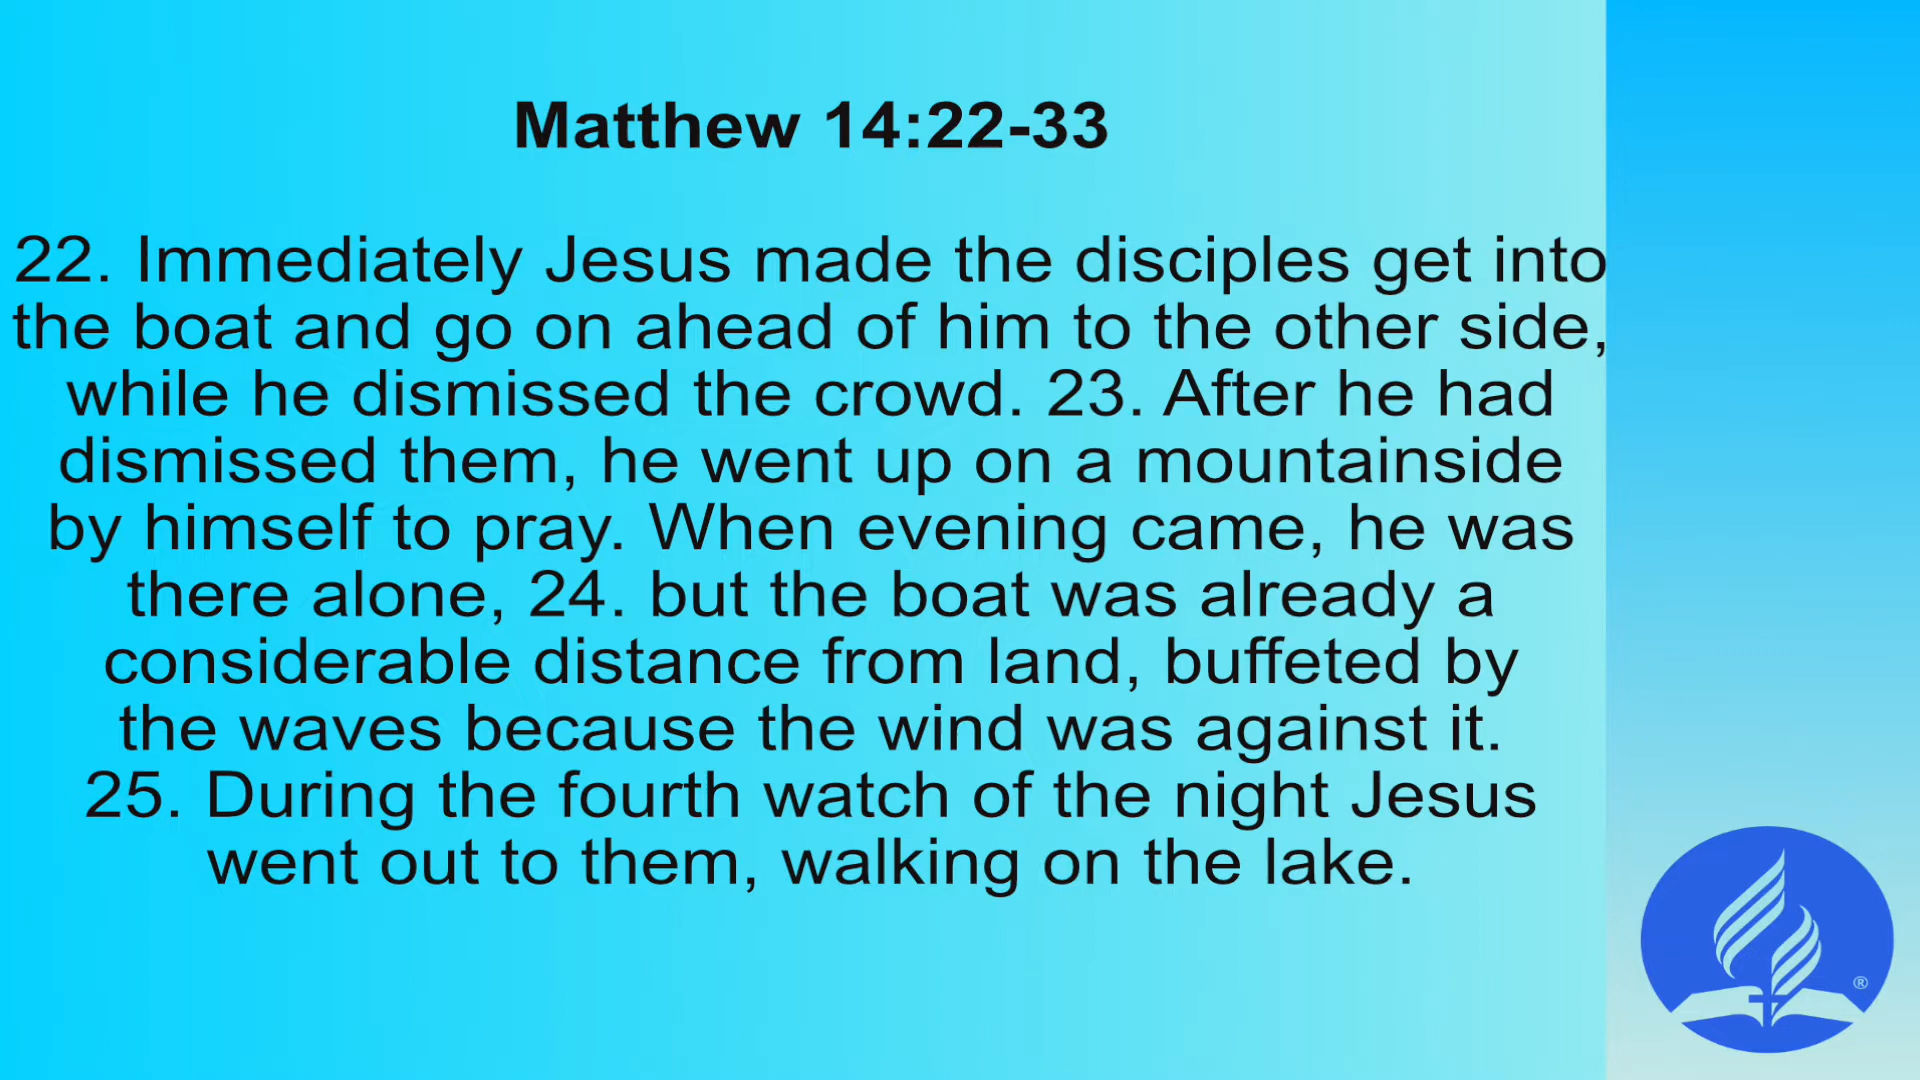 Matthew 14:22-33
22. Immediately Jesus made the disciples get into
the boat and go on ahead of him to the other side,
while he dismissed the crowd. 23. After he had
dismissed them, he went up on a mountainside
by himself to pray. When evening came, he was
there alone, 24. but the boat was already a
considerable distance from land, buffeted by
the waves because the wind was against it.
25. During the fourth watch of the night Jesus
went out to them, walking on the lake.
®